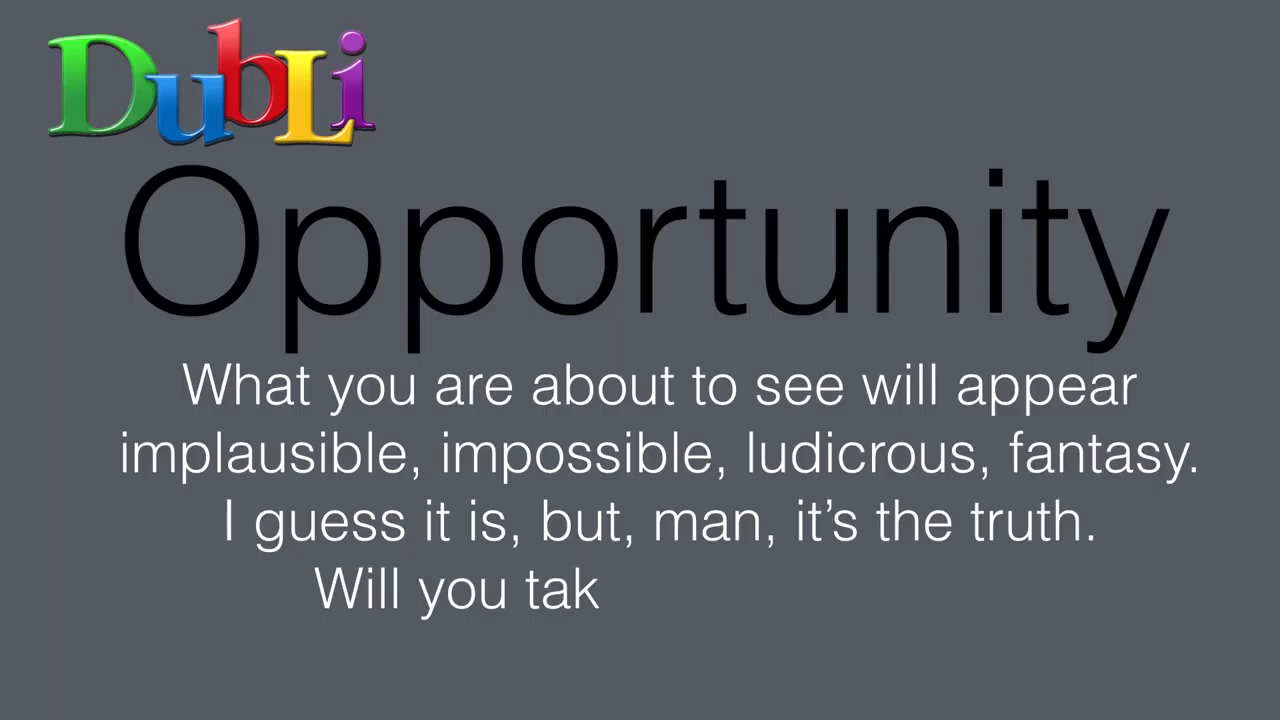 DubLi
Opportunity
What you are about to see will appear
implausible, impossible, ludicrous, fantasy.
I guess it is, but, man, it’s the truth.
Will you tak